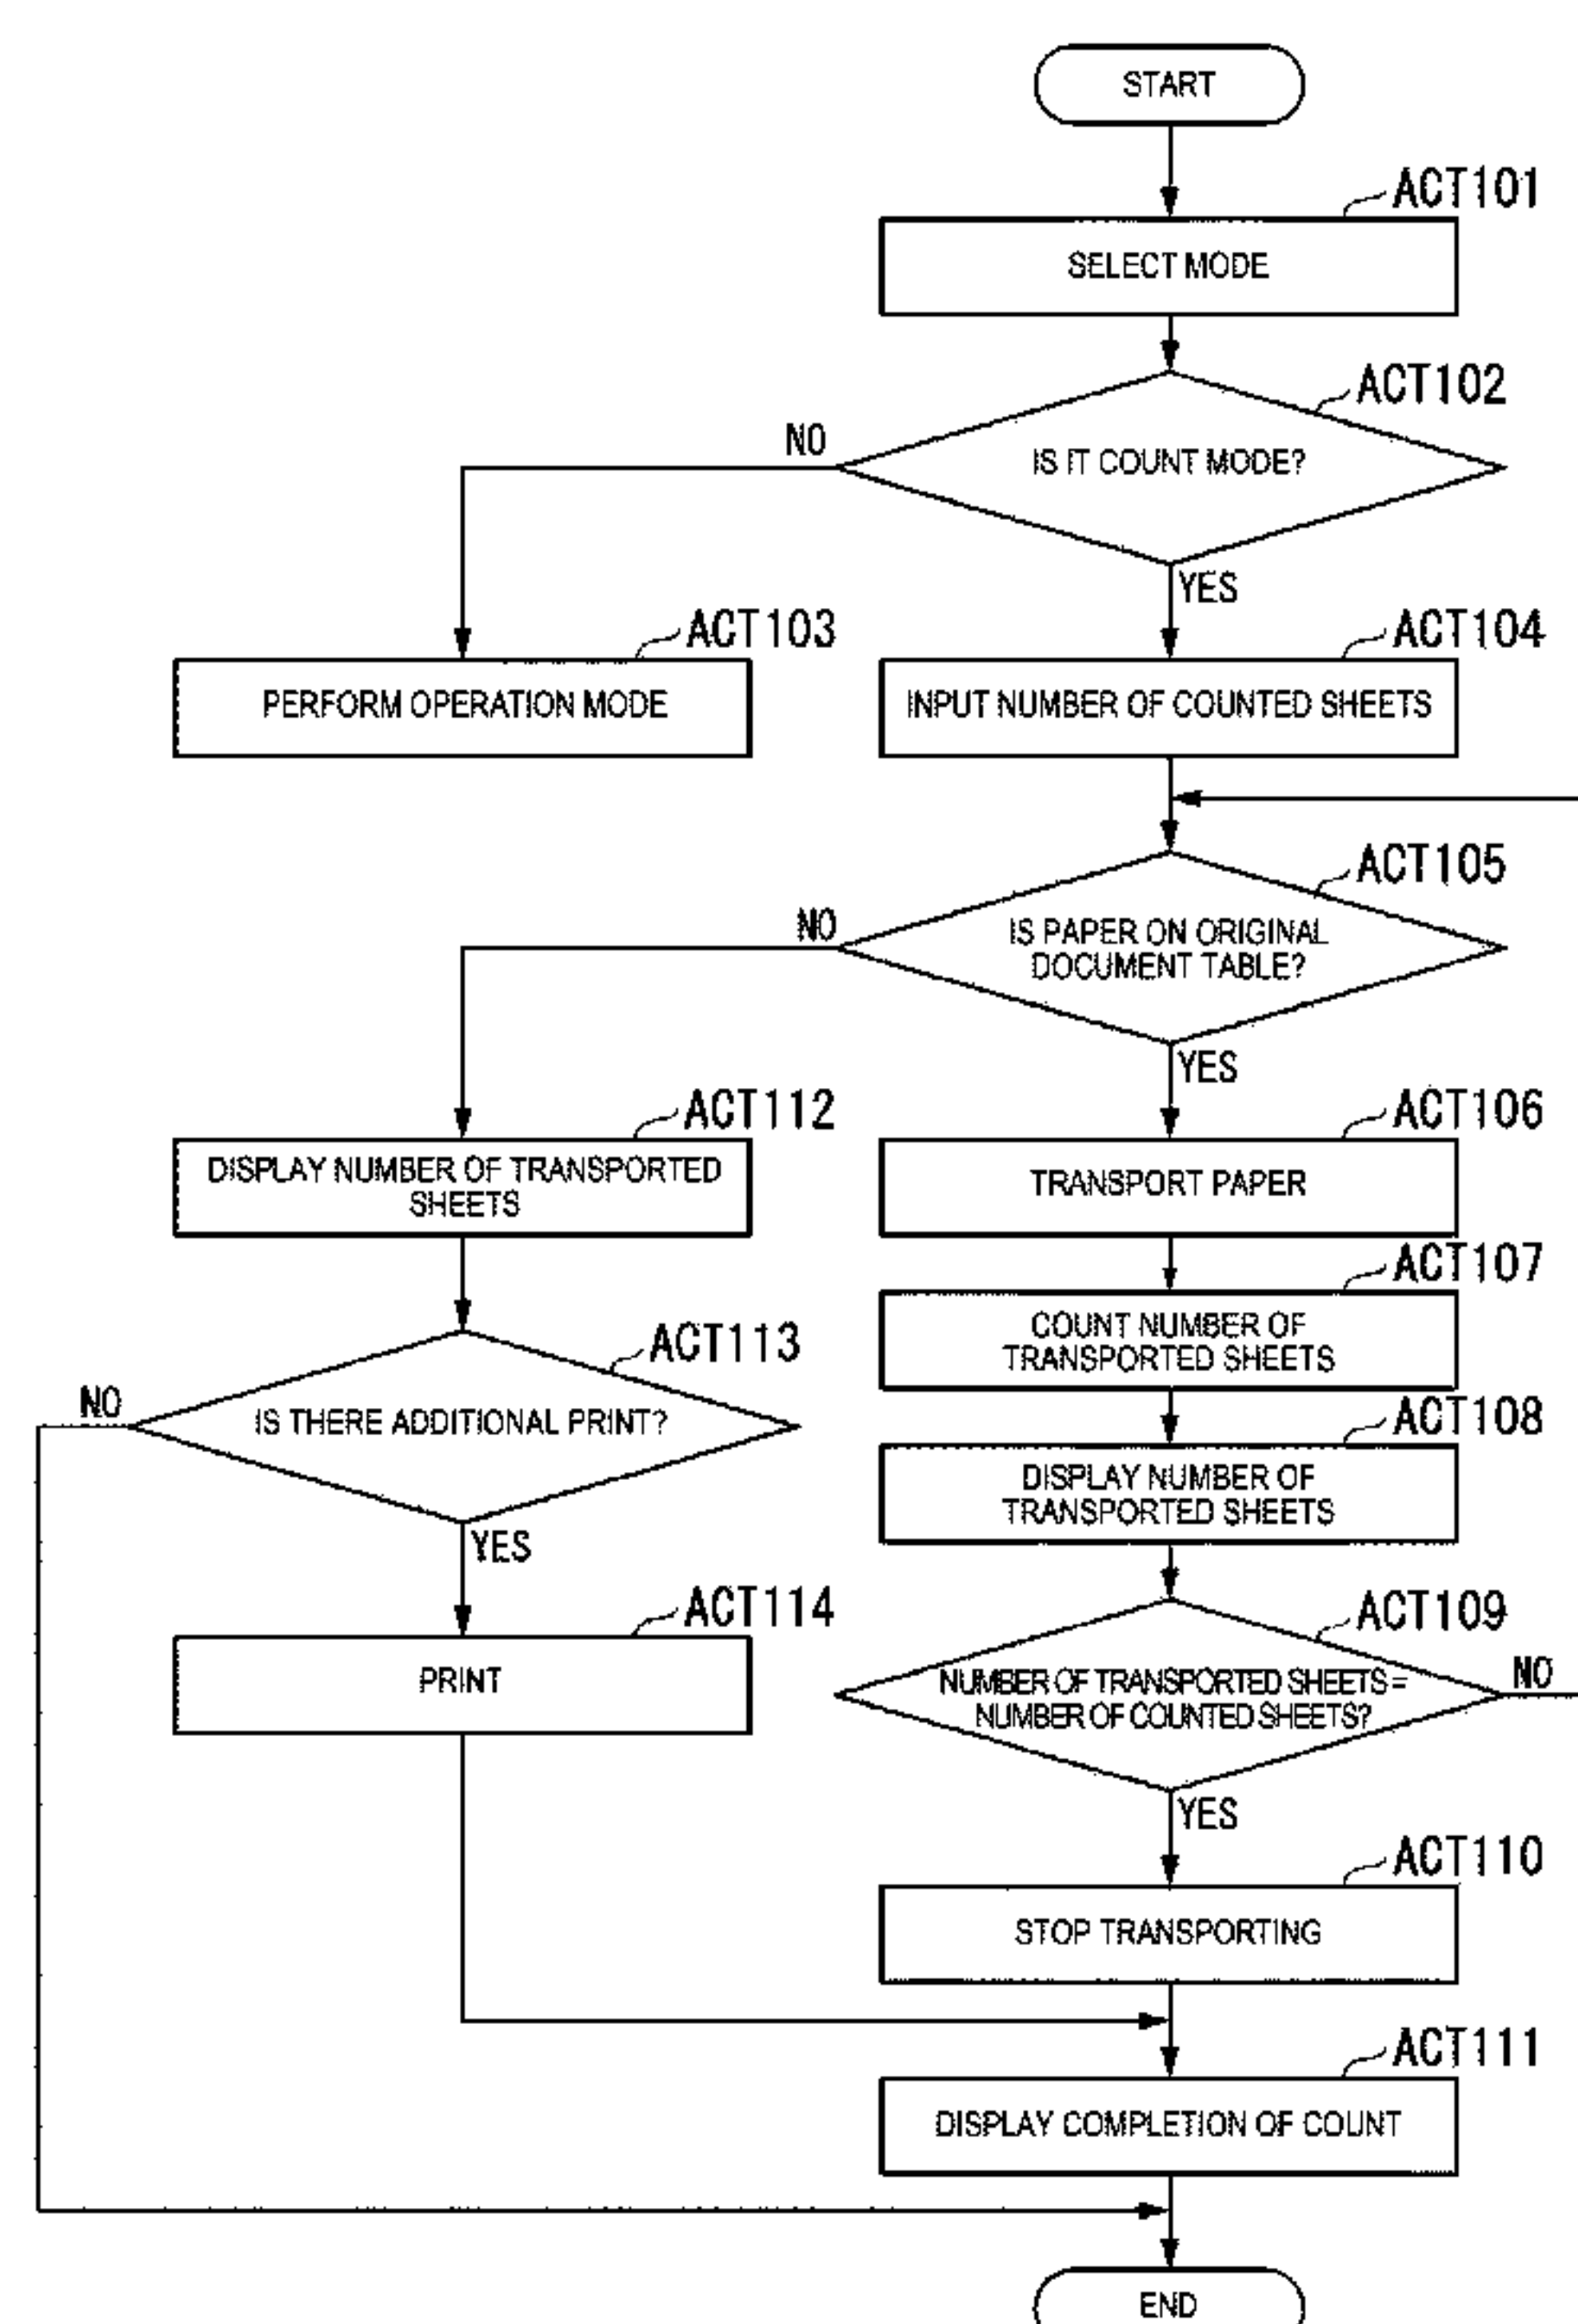 START
ACT101
SELECT MODE
ACT102
NO
IS IT COUNT MODE?
YES
ACT103
PERFORM OPERATION MODE
ACT104
INPUT NUMBER OF COUNTED SHEETS
ACT105
NO
IS PAPER ON ORIGINAL
DOCUMENT TABLE?
YES
ACT112
DISPLAY NUMBER OF TRANSPORTED
SHEETS
ACT106
TRANSPORT PAPER
ACT107
COUNT NUMBER OF
TRANSPORTED SHEETS
ACT113
NO
IS THERE ADDITIONAL PRINT?
YES
ACT108
DISPLAY NUMBER OF
TRANSPORTED SHEETS
ACT114
PRINT
ACT109
NUMBER OF TRANSPORTED SHEETS =
NUMBER OF COUNTED SHEETS?
NO
YES
ACT110
STOP TRANSPORTING
ACT111
DISPLAY COMPLETION OF COUNT
END